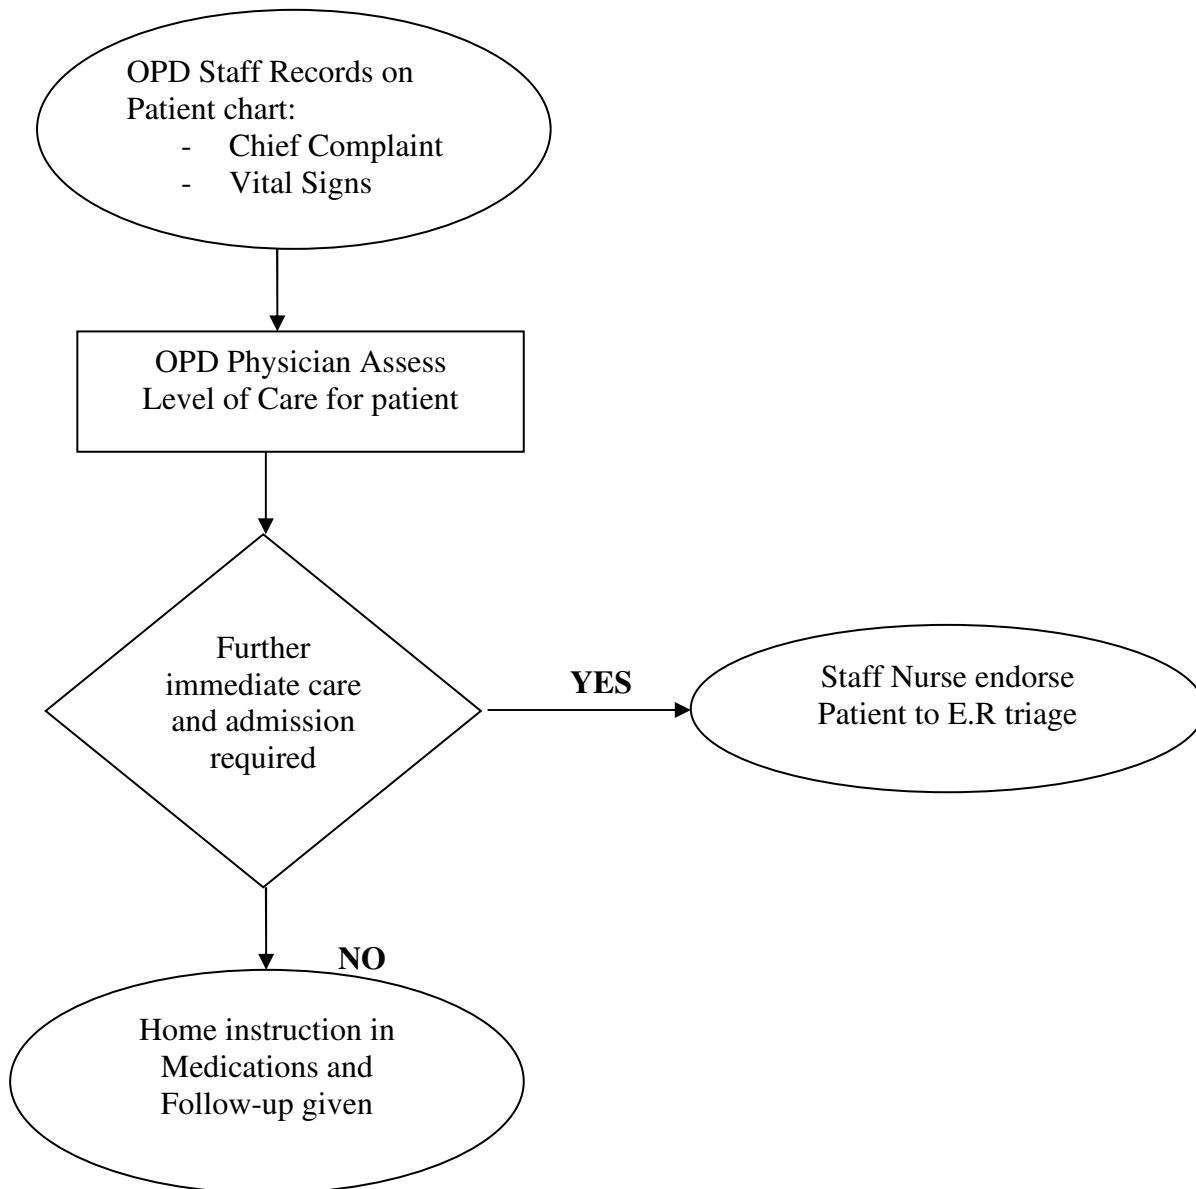 OPD Staff Records on
Patient chart:
- Chief Complaint
- Vital Signs
OPD Physician Assess
Level of Care for patient
Further
immediate care
and admission
required
YES
Staff Nurse endorse
Patient to E.R triage
NO
Home instruction in
Medications and
Follow-up given